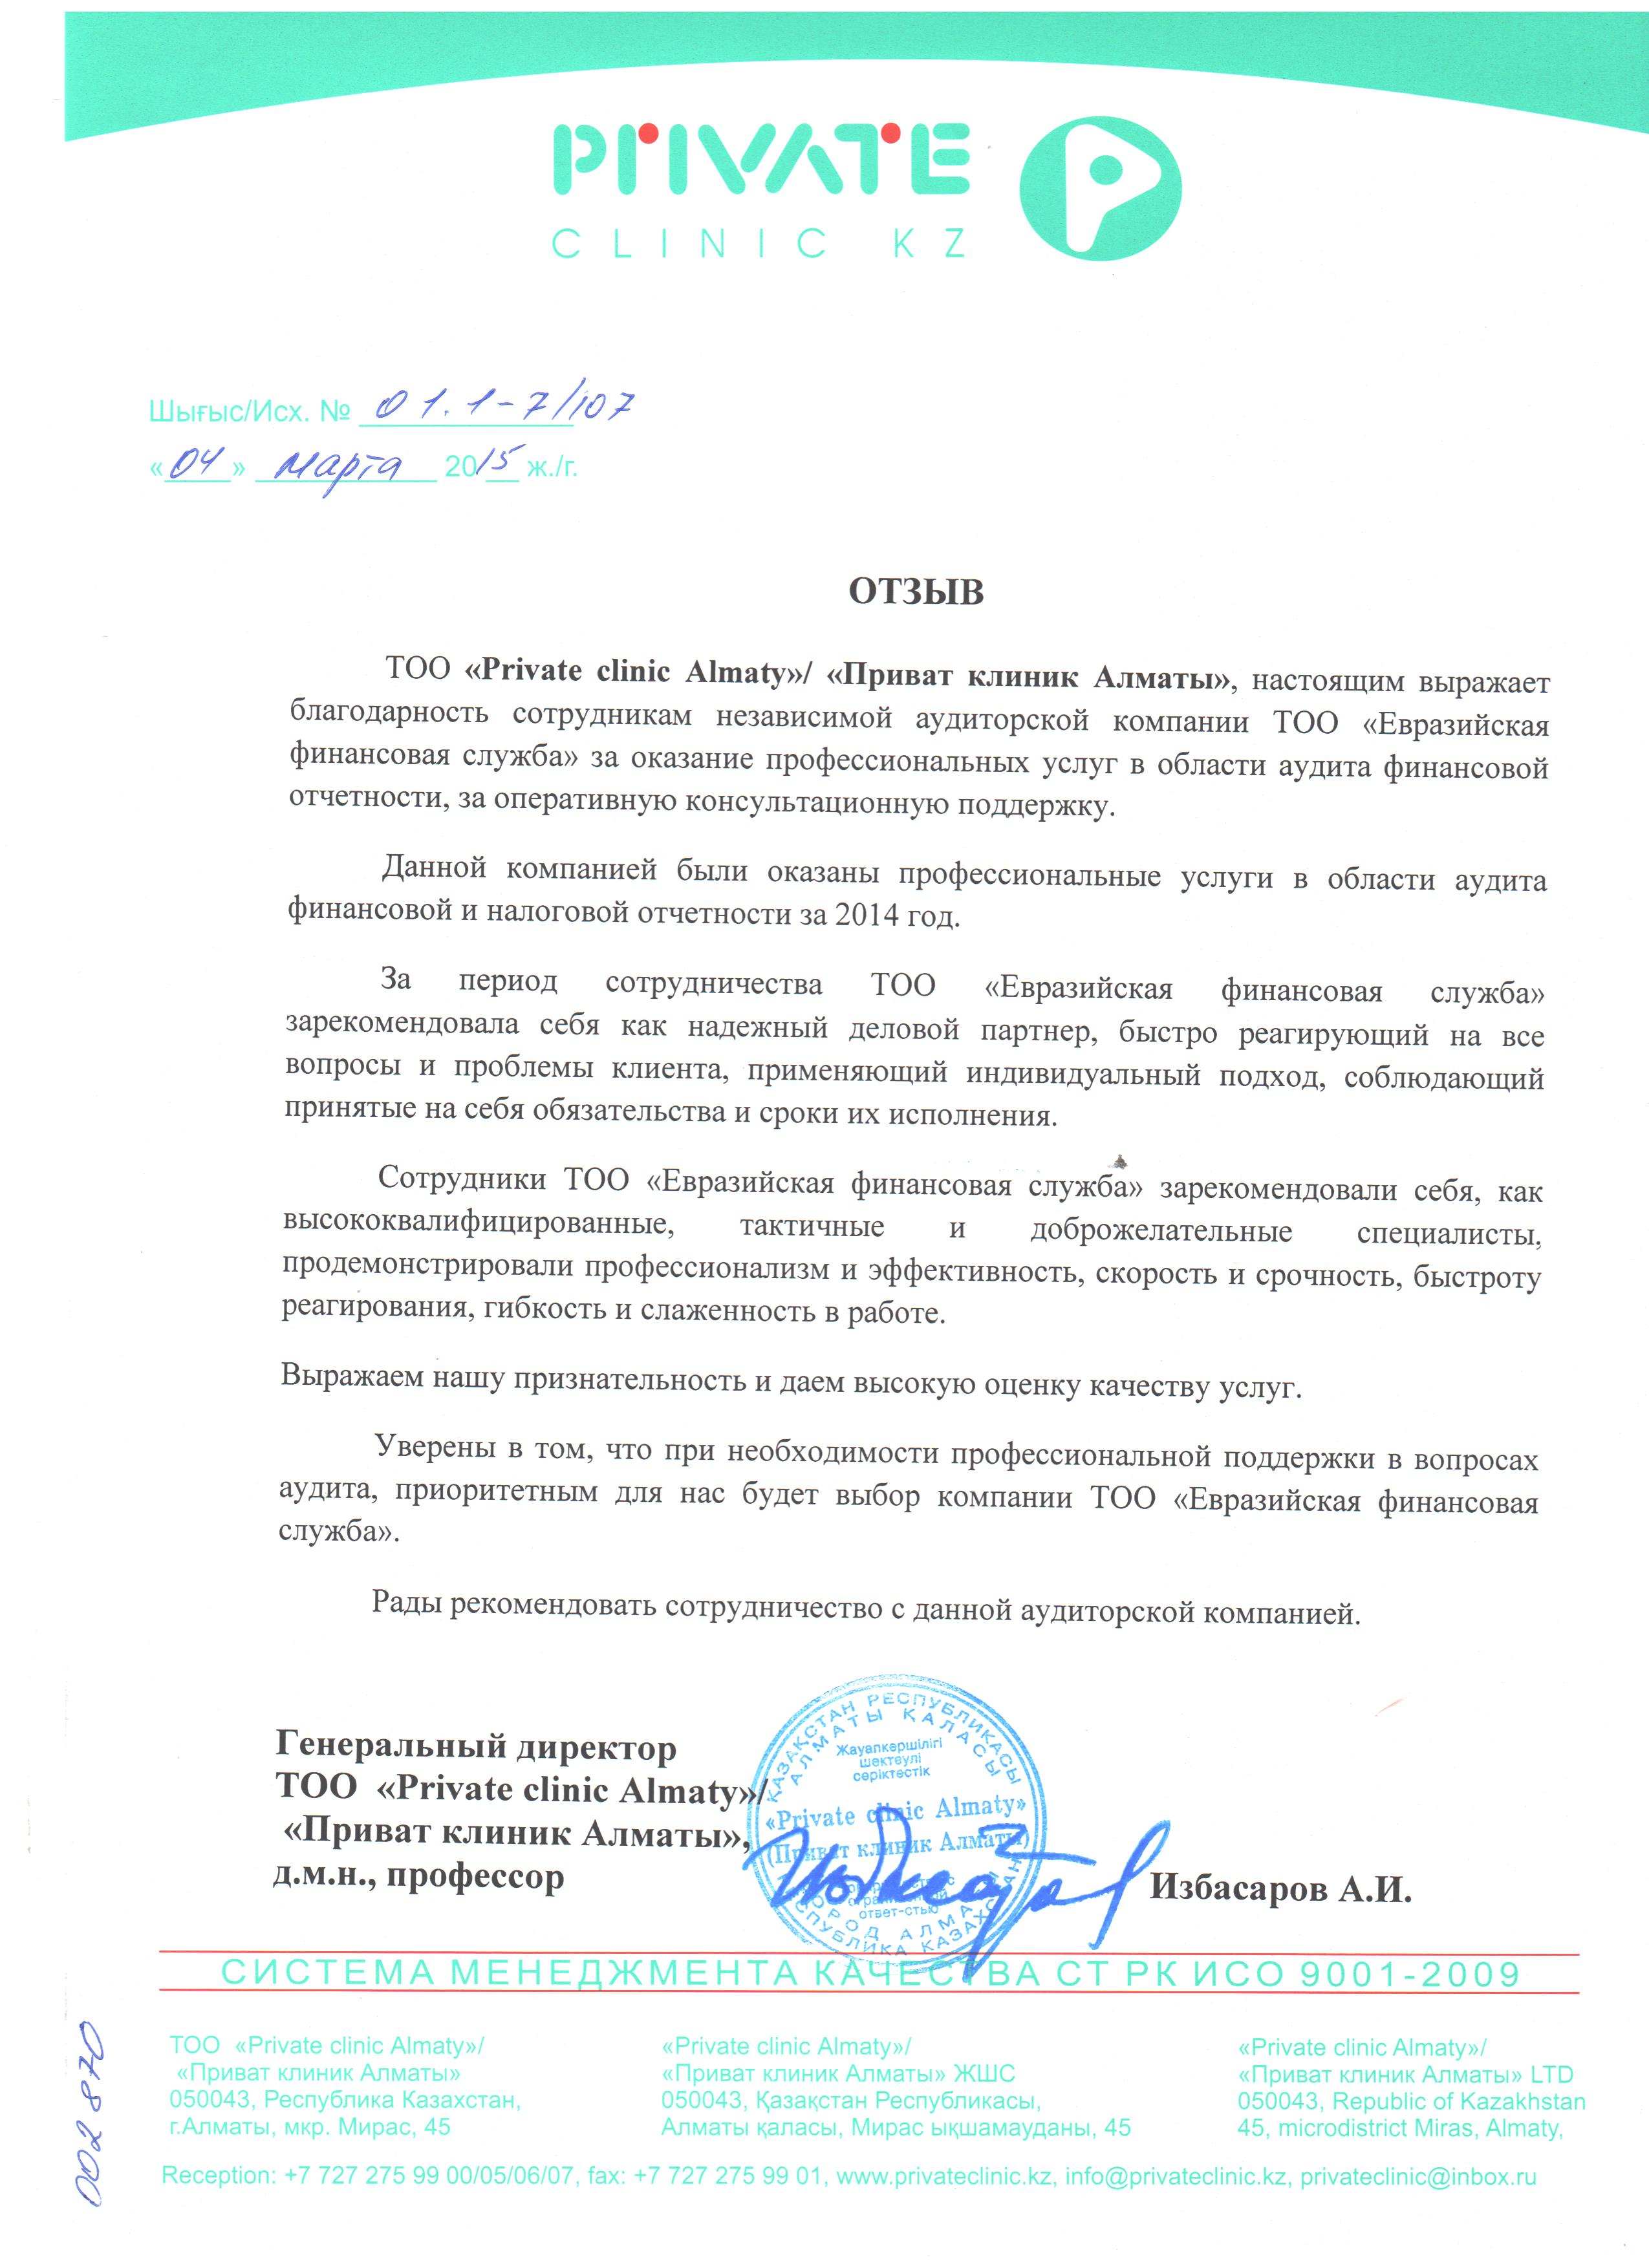 PRIVATE
CLINIC KZ
Шығыс/Исх. № 01.1-7/107
«04» марта 2015 ж./г.
ОТЗЫВ
ТОО «Private clinic Almaty»/ «Приват клиник Алматы», настоящим выражает
благодарность сотрудникам независимой аудиторской компании ТОО «Евразийская
финансовая служба» за оказание профессиональных услуг в области аудита финансовой
отчетности, за оперативную консультационную поддержку.
Данной компанией были оказаны профессиональные услуги в области аудита
финансовой и налоговой отчетности за 2014 год.
За период сотрудничества ТОО «Евразийская финансовая служба»
зарекомендовала себя как надежный деловой партнер, быстро реагирующий на все
вопросы и проблемы клиента, применяющий индивидуальный подход, соблюдающий
принятые на себя обязательства и сроки их исполнения.
Сотрудники ТОО «Евразийская финансовая служба» зарекомендовали себя, как
высококвалифицированные, тактичные и доброжелательные специалисты,
продемонстрировали профессионализм и эффективность, скорость и срочность, быстроту
реагирования, гибкость и слаженность в работе.
Выражаем нашу признательность и даем высокую оценку качеству услуг.
Уверены в том, что при необходимости профессиональной поддержки в вопросах
аудита, приоритетным для нас будет выбор компании ТОО «Евразийская финансовая
служба».
Рады рекомендовать сотрудничество с данной аудиторской компанией.
Генеральный директор
ТОО «Private clinic Almaty»/
«Приват клиник Алматы»,
д.м.н., профессор
Избасаров А.И.
ҚАЗАҚСТАН РЕСПУБЛИКАСЫ
АЛМАТЫ ҚАЛАСЫ
Жауапкершілігі
шектеулі
серіктестік
«Private clinic Almaty»
(Приват клиник Алматы)
ответ-стью
ГОРОД АЛМАТЫ
РЕСПУБЛИКА КАЗАХСТАН
СИСТЕМА МЕНЕДЖМЕНТА КАЧЕСТВА СТ РК ИСО 9001-2009
ТОО «Private clinic Almaty»/
«Приват клиник Алматы»
050043, Республика Казахстан,
г.Алматы, мкр. Мирас, 45
«Private clinic Almaty»/
«Приват клиник Алматы» ЖШС
050043, Қазақстан Республикасы,
Алматы қаласы, Мирас ықшамауданы, 45
«Private clinic Almaty»/
«Приват клиник Алматы» LTD
050043, Republic of Kazakhstan
45, microdistrict Miras, Almaty,
Reception: +7 727 275 99 00/05/06/07, fax: +7 727 275 99 01, www.privateclinic.kz, info@privateclinic.kz, privateclinic@inbox.ru
002870